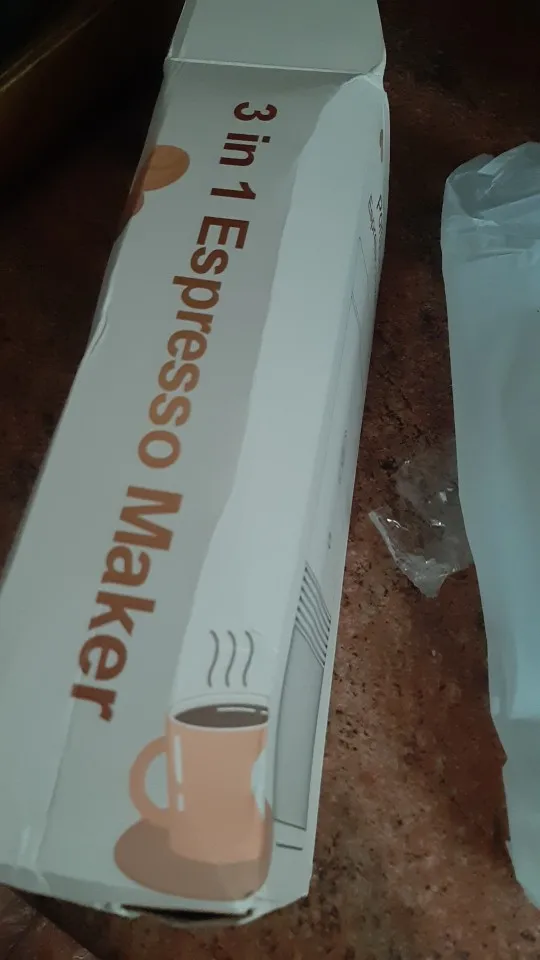 3 in 1 Espresso Maker